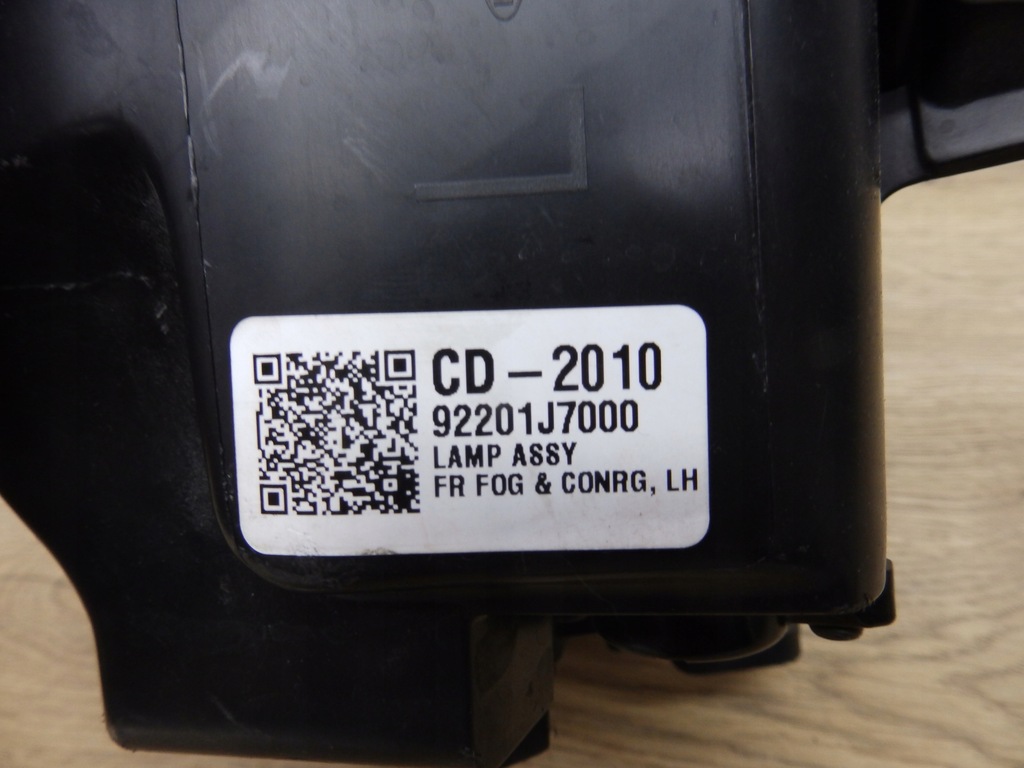 CD-2010
92201J7000
LAMP ASSY
FR FOG & CONRG, LH